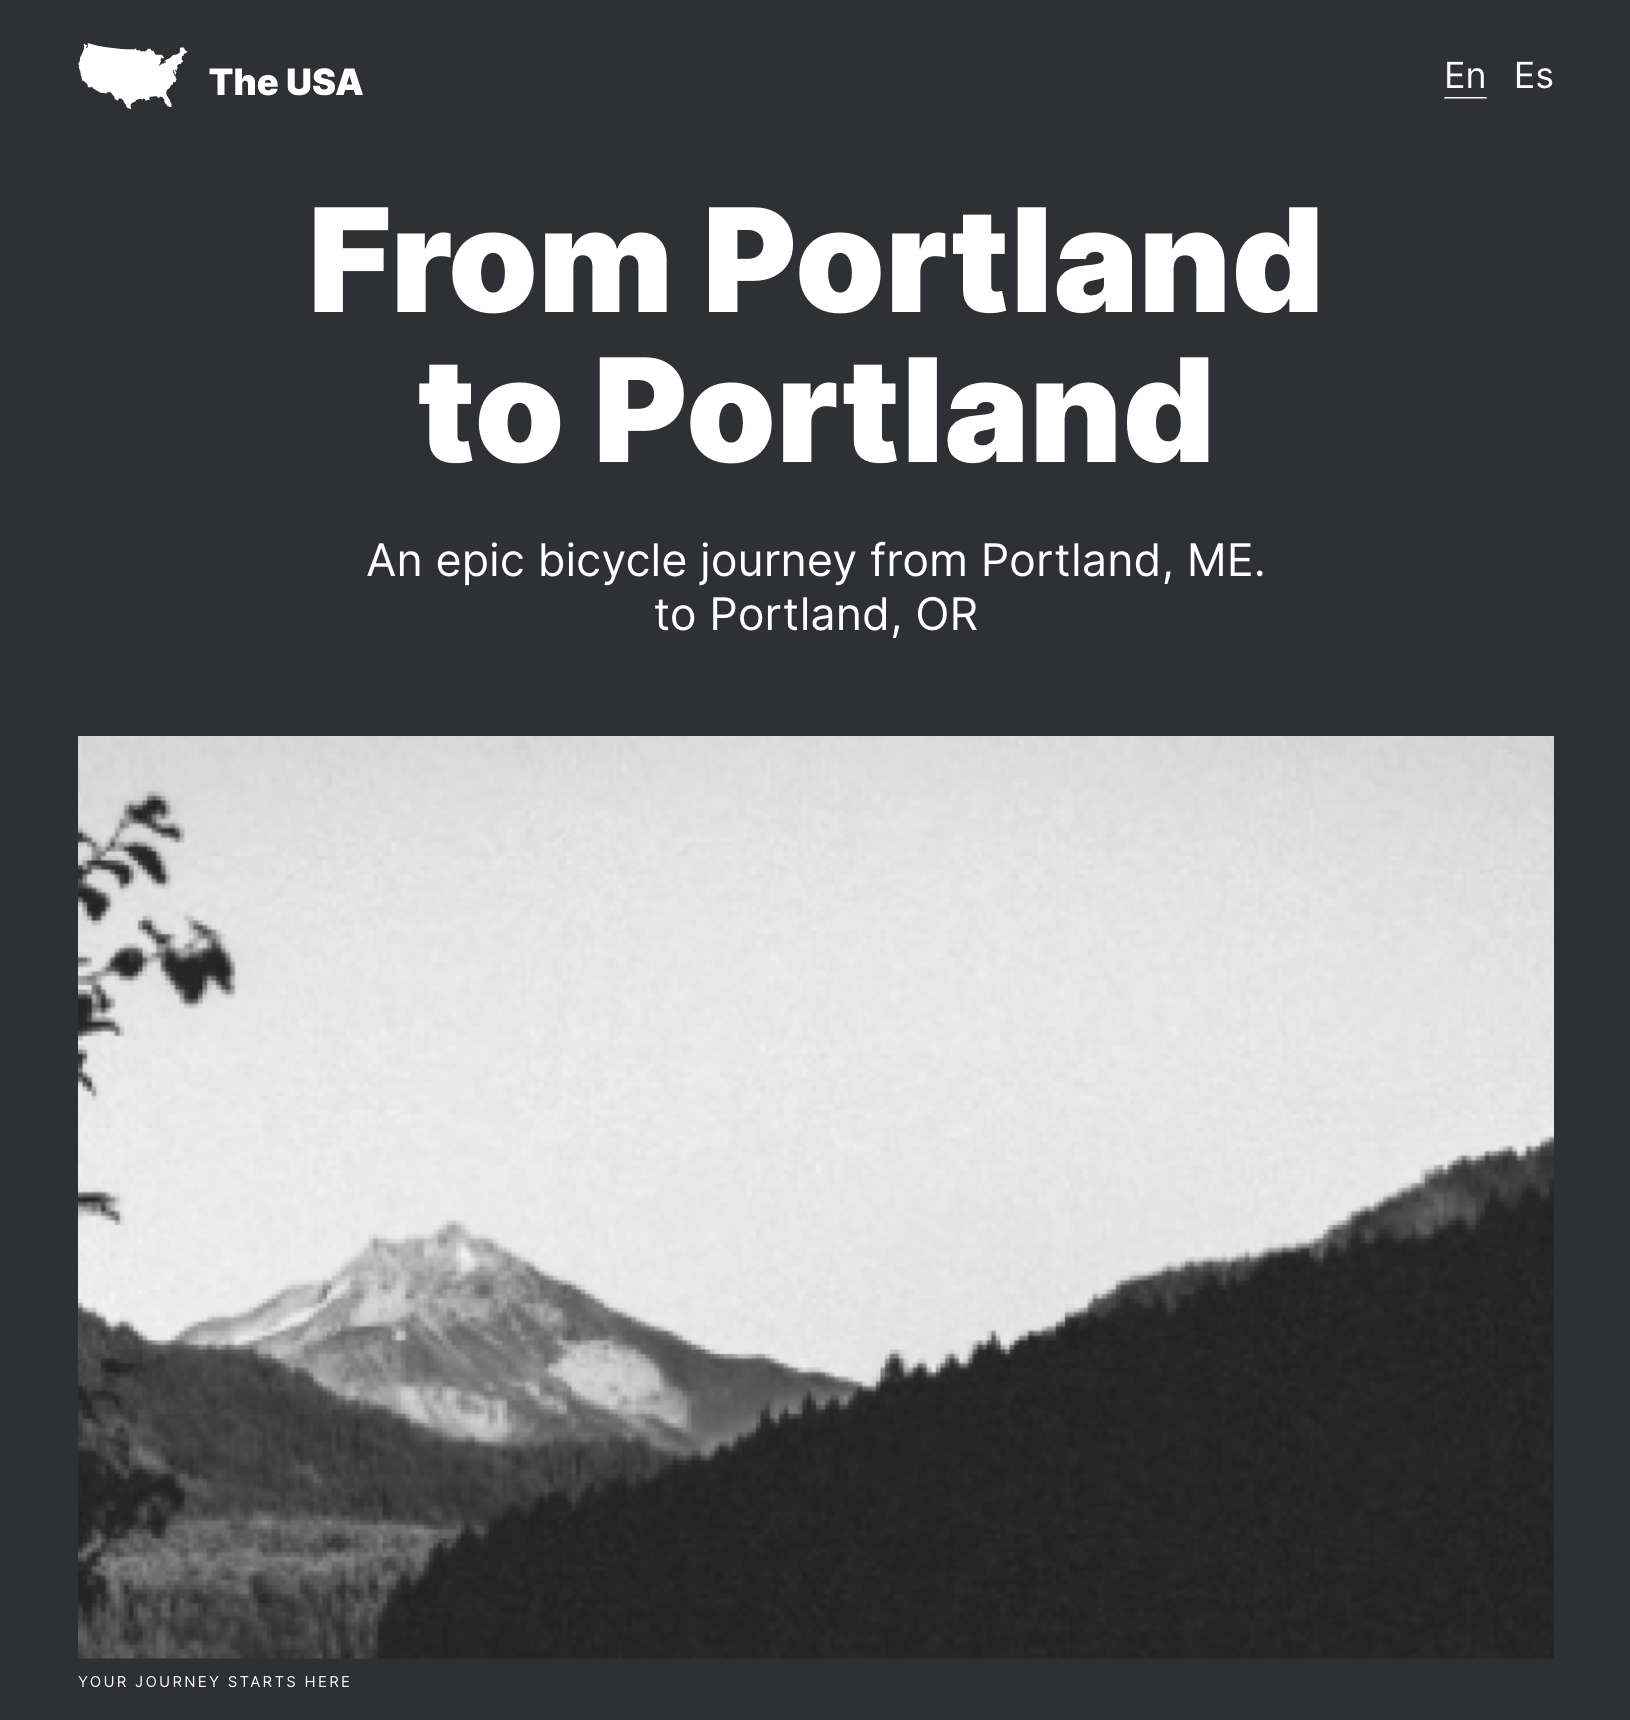 The USA
En Es
From Portland
to Portland
An epic bicycle journey from Portland, ME.
to Portland, OR
YOUR JOURNEY STARTS HERE